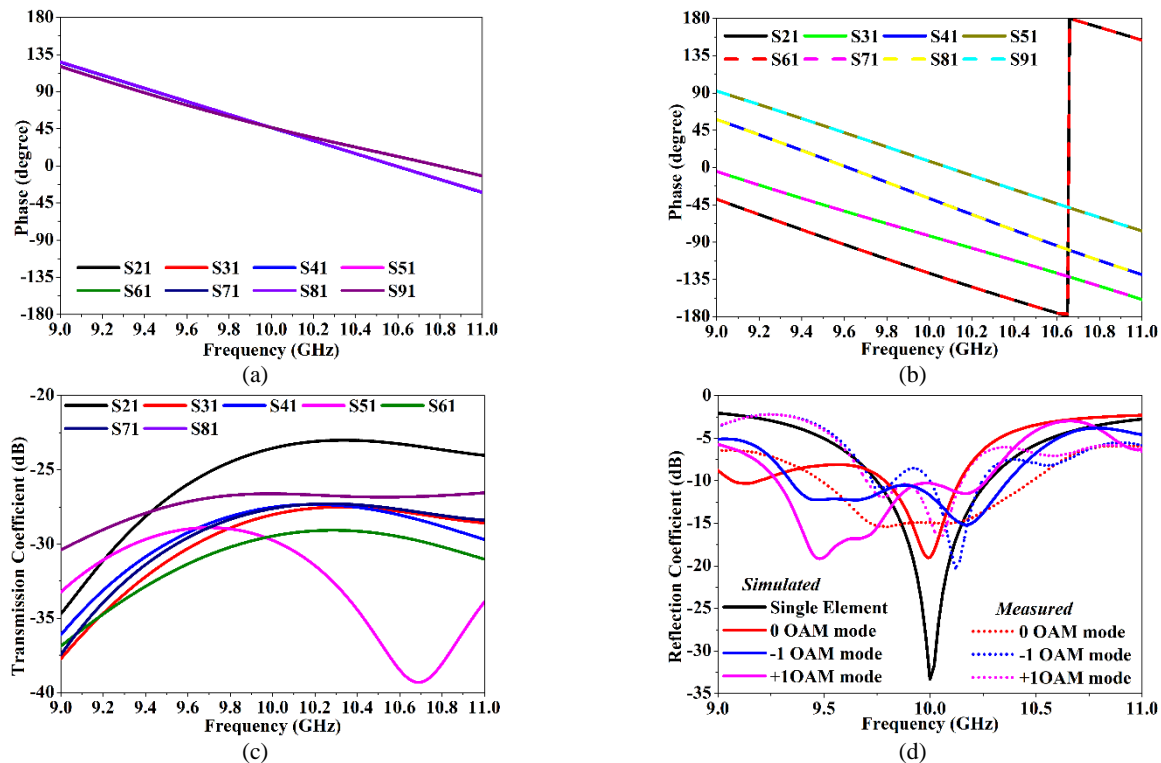 180
135
90
45
0
-45
-90
-135
-180
Phase (degree)
S21 S31 S41 S51
S61 S71 S81 S91
9.0 9.2 9.4 9.6 9.8 10.0 10.2 10.4 10.6 10.8 11.0
Frequency (GHz)
(a)
180
135
90
45
0
-45
-90
-135
-180
Phase (degree)
S21 S31 S41 S51
S61 S71 S81 S91
9.0 9.2 9.4 9.6 9.8 10.0 10.2 10.4 10.6 10.8 11.0
Frequency (GHz)
(b)
-20
-25
-30
-35
-40
Transmission Coefficient (dB)
S21 S31 S41 S51 S61
S71 S81
9.0 9.2 9.4 9.6 9.8 10.0 10.2 10.4 10.6 10.8 11.0
Frequency (GHz)
(c)
0
-5
-10
-15
-20
-25
-30
-35
Reflection Coefficient (dB)
Simulated
Single Element
0 OAM mode
-1 OAM mode
+1OAM mode
Measured
0 OAM mode
-1 OAM mode
+1OAM mode
9.0 9.5 10.0 10.5 11.0
Frequency (GHz)
(d)